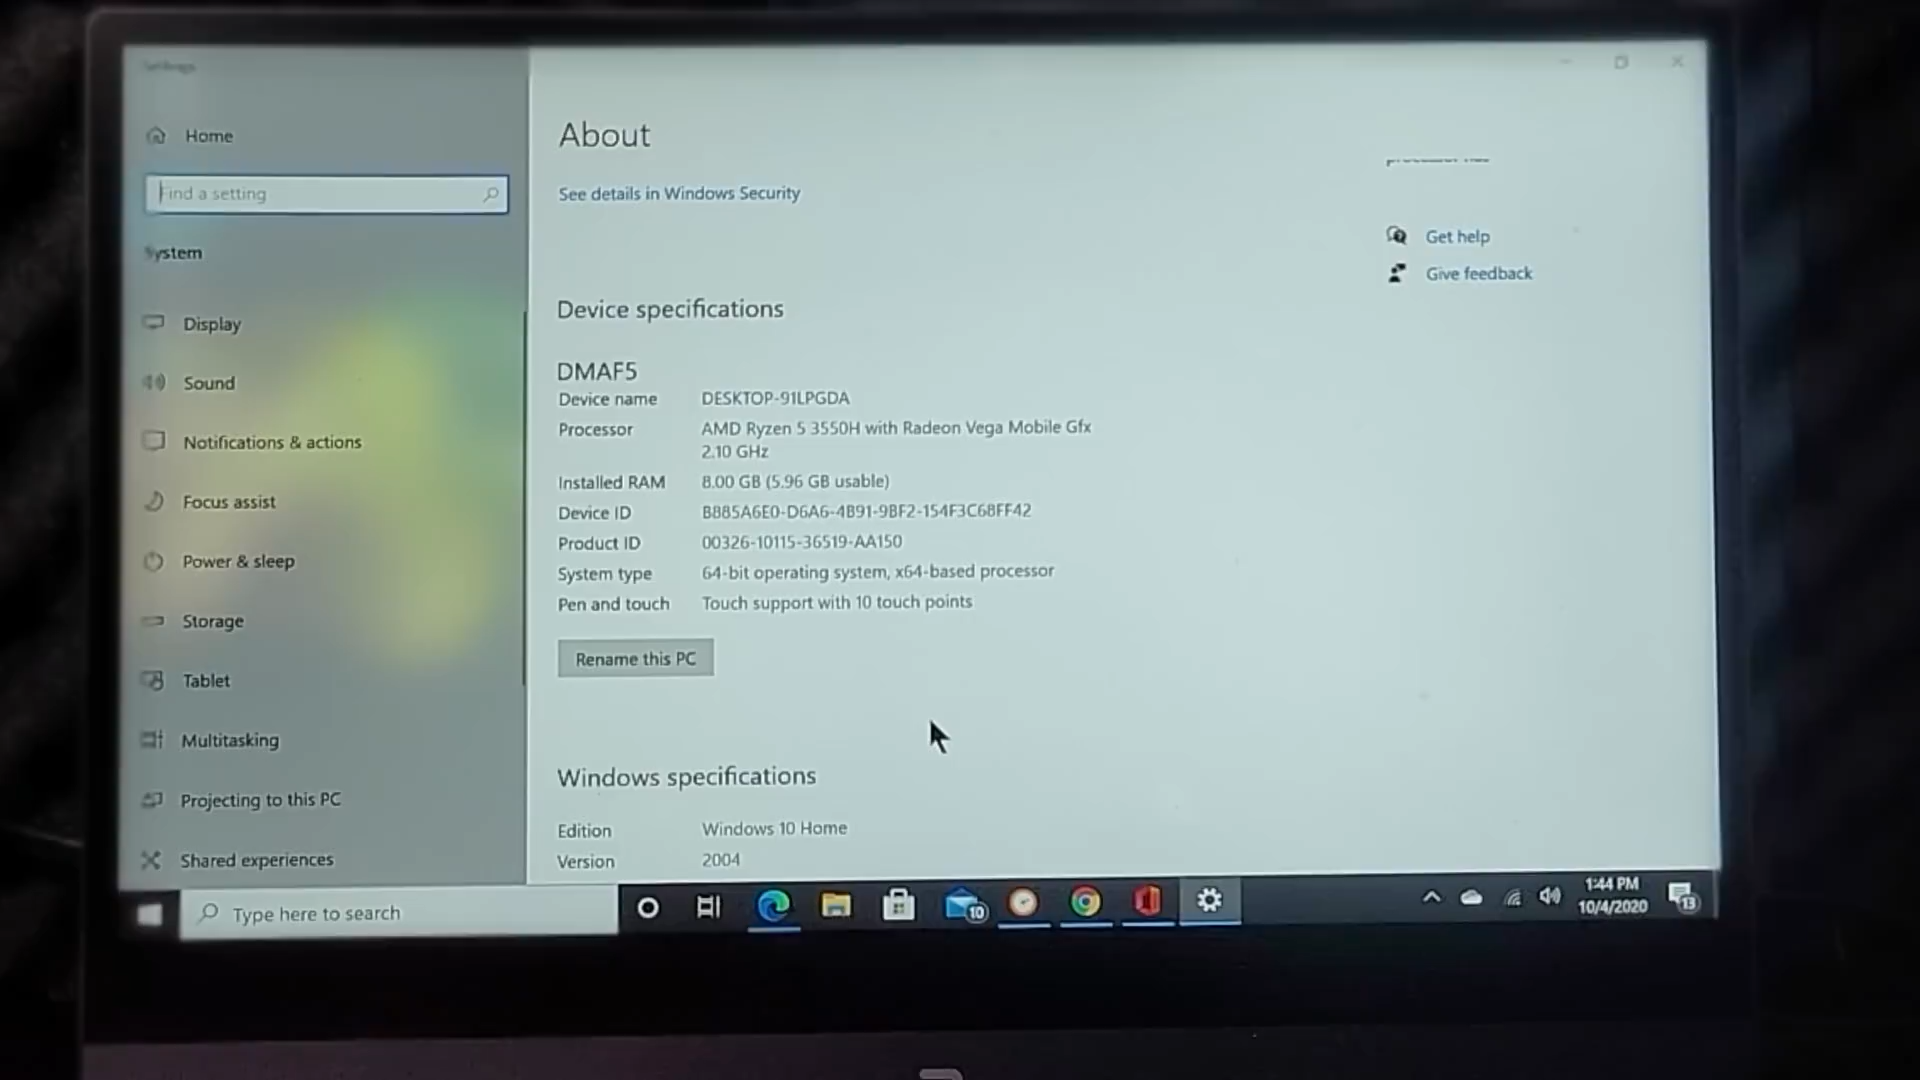 Settings
Home
Find a setting
System
Display
Sound
Notifications & actions
Focus assist
Power & sleep
Storage
Tablet
Multitasking
Projecting to this PC
Shared experiences
About
See details in Windows Security
Device specifications
DMAF5
Device name DESKTOP-91LPGDA
Processor AMD Ryzen 5 3550H with Radeon Vega Mobile Gfx
2.10 GHz
Installed RAM 8.00 GB (5.96 GB usable)
Device ID B885A6E0-D6A6-4B91-9BF2-154F3C68FF42
Product ID 00326-10115-36519-AA150
System type 64-bit operating system, x64-based processor
Pen and touch Touch support with 10 touch points
Rename this PC
Windows specifications
Edition Windows 10 Home
Version 2004
Get help
Give feedback
Type here to search
10
1:44 PM
10/4/2020
13